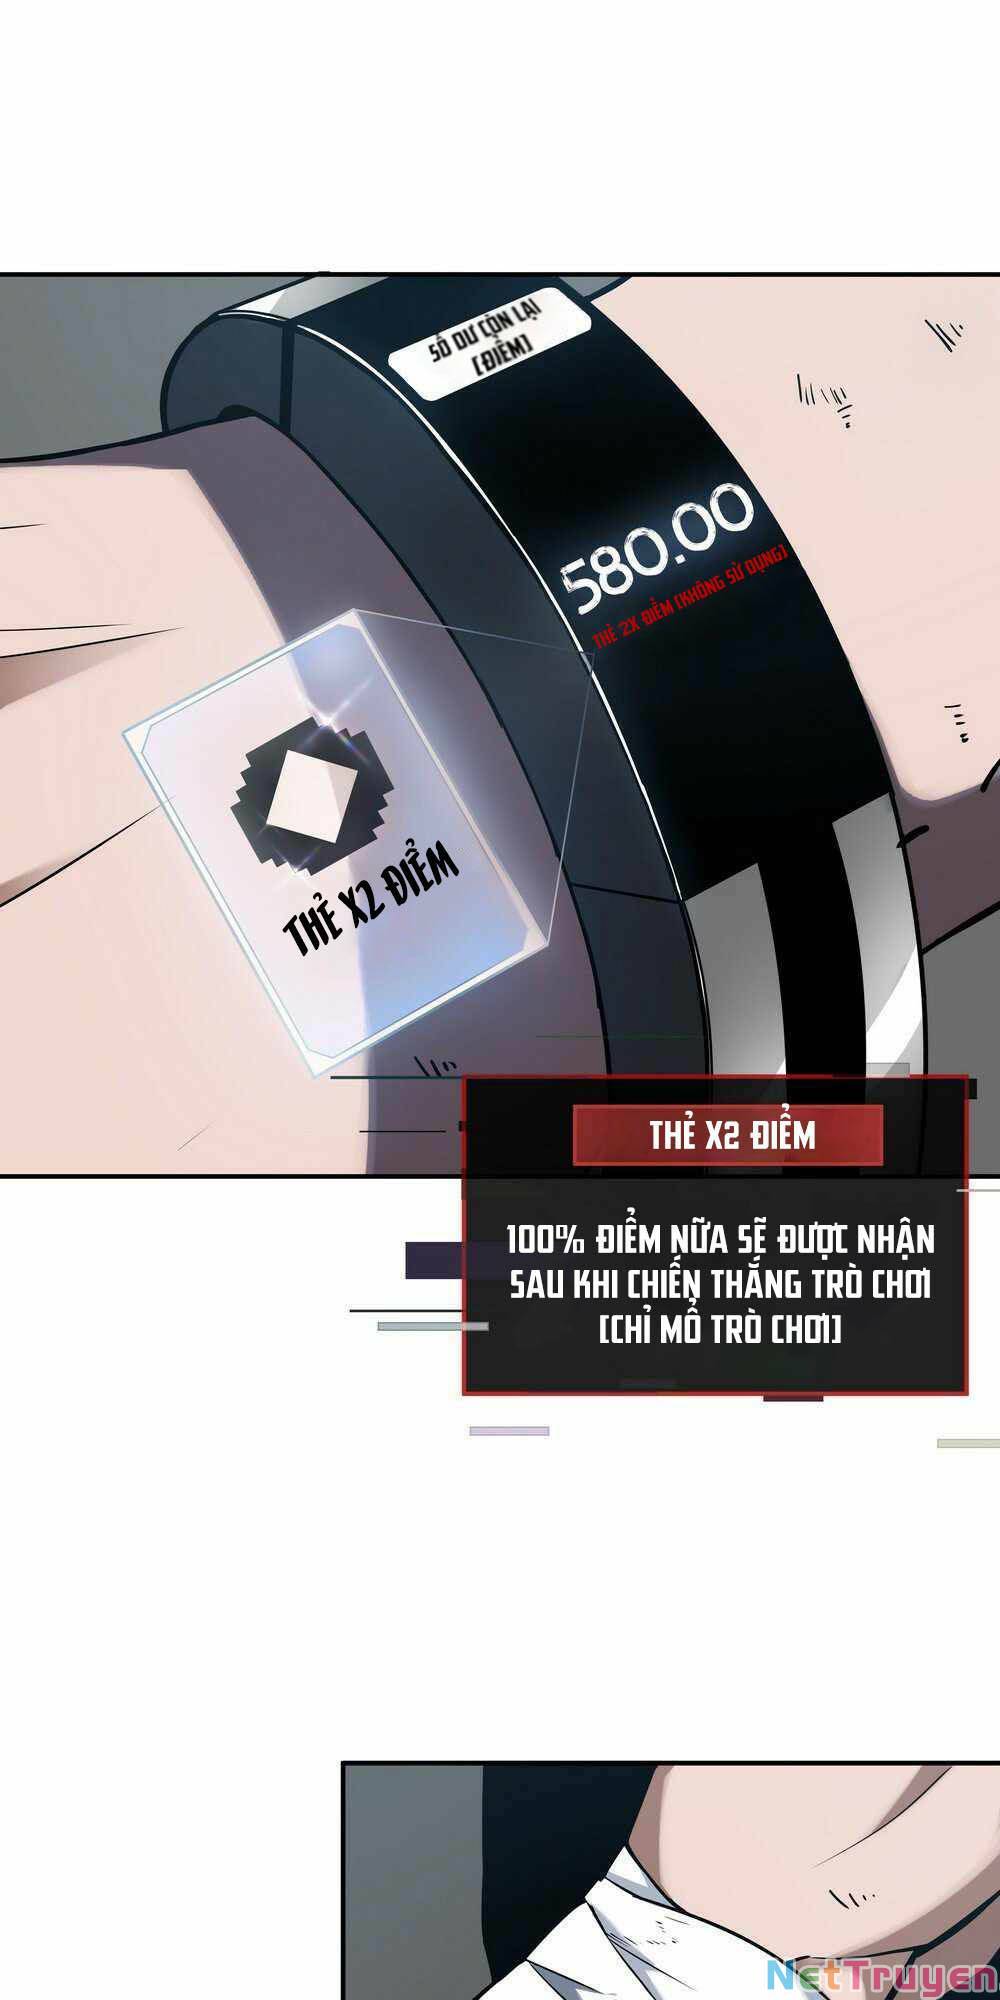 SỐ DƯ CÒN LẠI
[ĐIỂM]
580.00
THẺ 2X ĐIỂM [KHÔNG SỬ DỤNG]
THẺ X2 ĐIỂM
THẺ X2 ĐIỂM
100% ĐIỂM NỮA SẼ ĐƯỢC NHẬN
SAU KHI CHIẾN THẮNG TRÒ CHƠI
[CHỈ MỔ TRÒ CHƠI]
NetTruyen